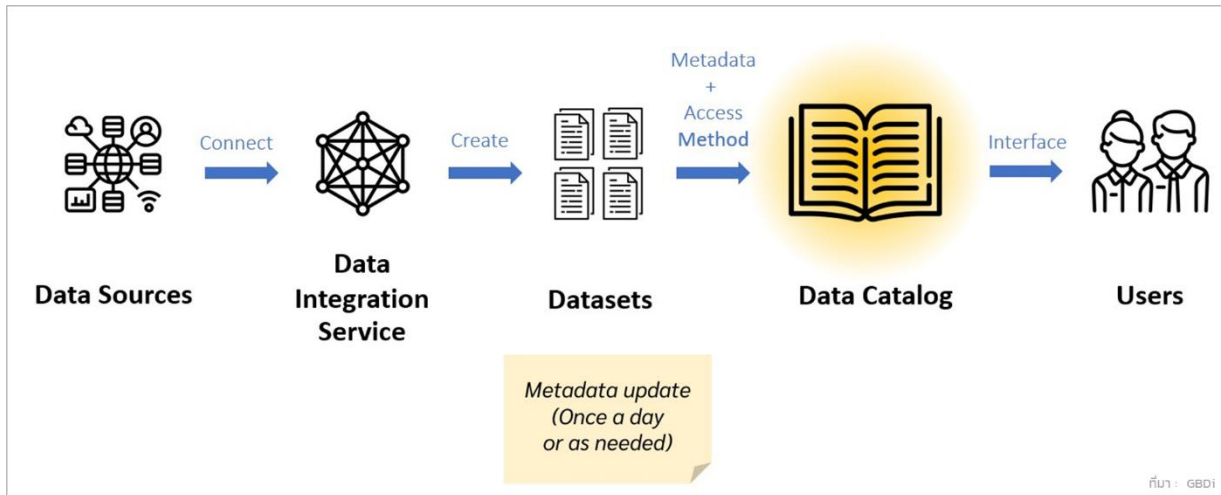 Metadata
+
Access
Method
Connect
Create
Interface
Data Sources
Data
Integration
Service
Datasets
Data Catalog
Users
Metadata update
(Once a day
or as needed)
ที่มา : GBDi